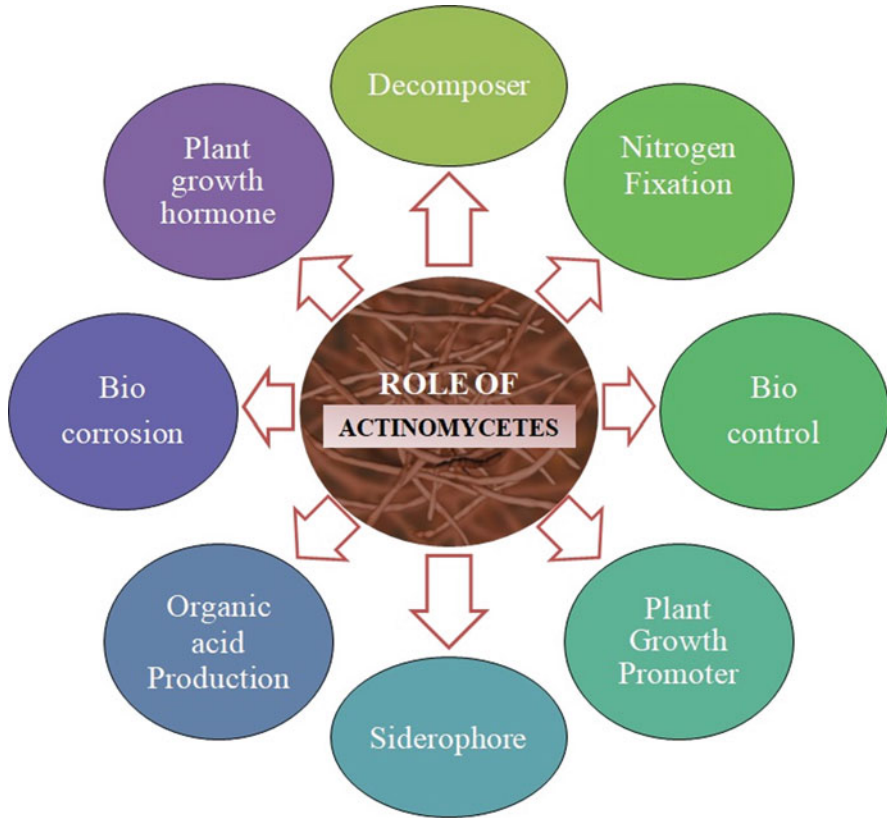 Decomposer
Nitrogen
Fixation
Bio
control
Plant
Growth
Promoter
Siderophore
Organic
acid
Production
Bio
corrosion
Plant
growth
hormone
ROLE OF
ACTINOMYCETES